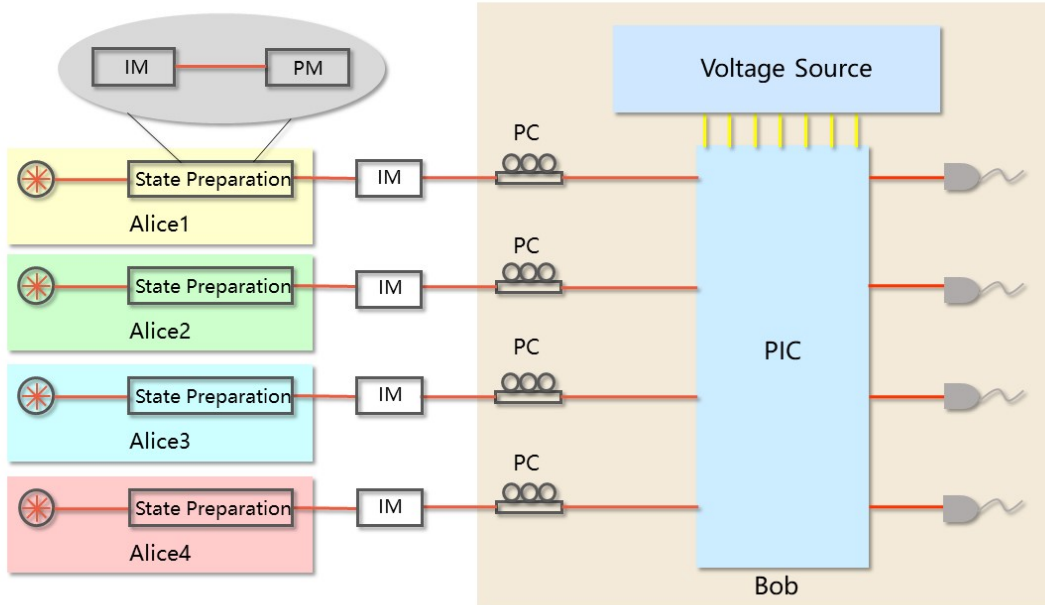 IM
PM
Voltage Source
State Preparation
Alice1
IM
PC
State Preparation
Alice2
IM
PC
State Preparation
Alice3
IM
PC
State Preparation
Alice4
IM
PC
PIC
Bob